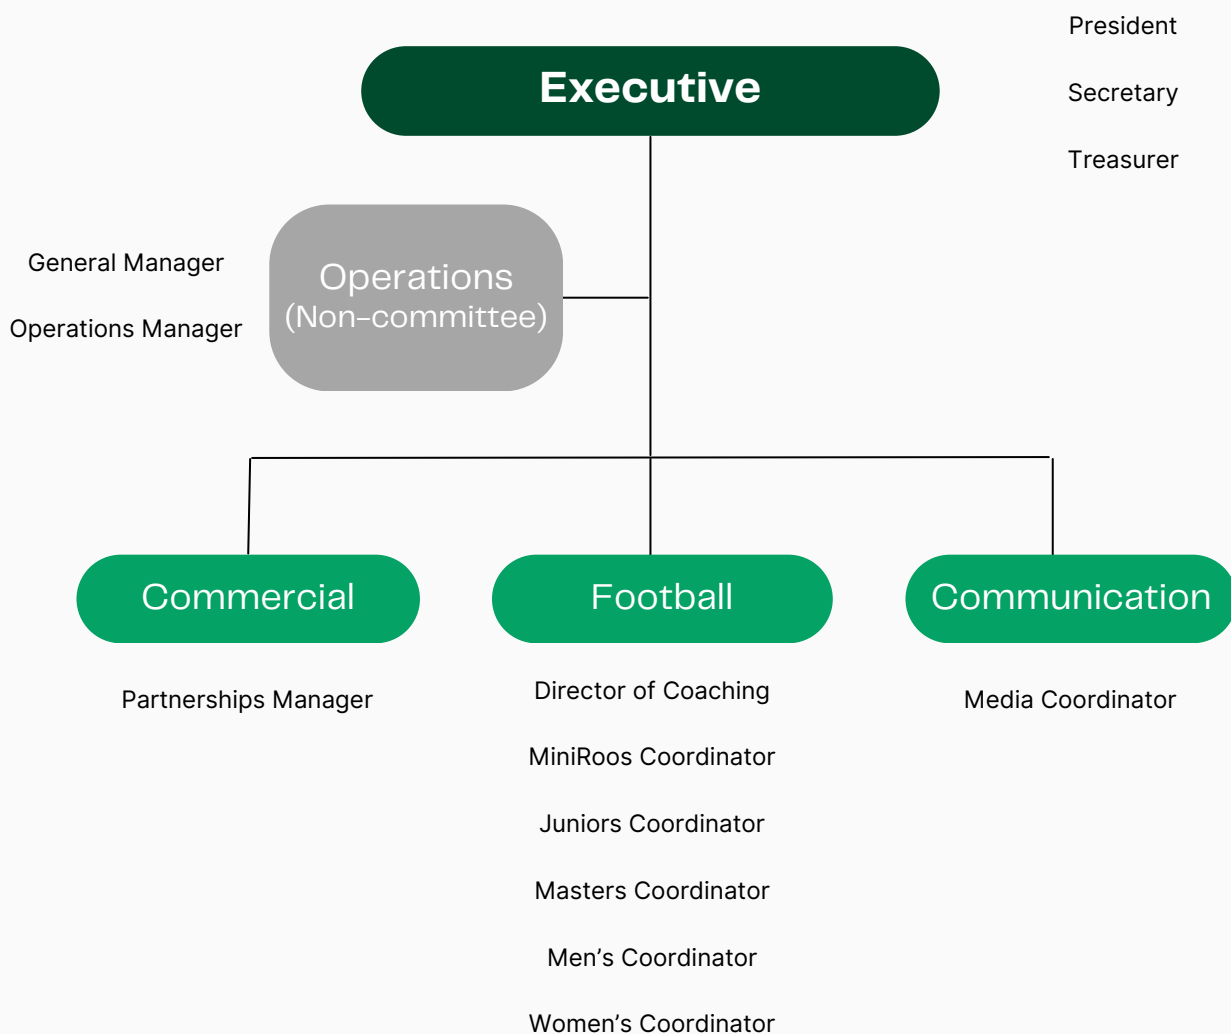 President
Executive
Secretary
Treasurer
General Manager
Operations
(Non-committee)
Operations Manager
Commercial
Football
Communication
Partnerships Manager
Director of Coaching
MiniRoos Coordinator
Juniors Coordinator
Masters Coordinator
Men’s Coordinator
Women’s Coordinator
Media Coordinator